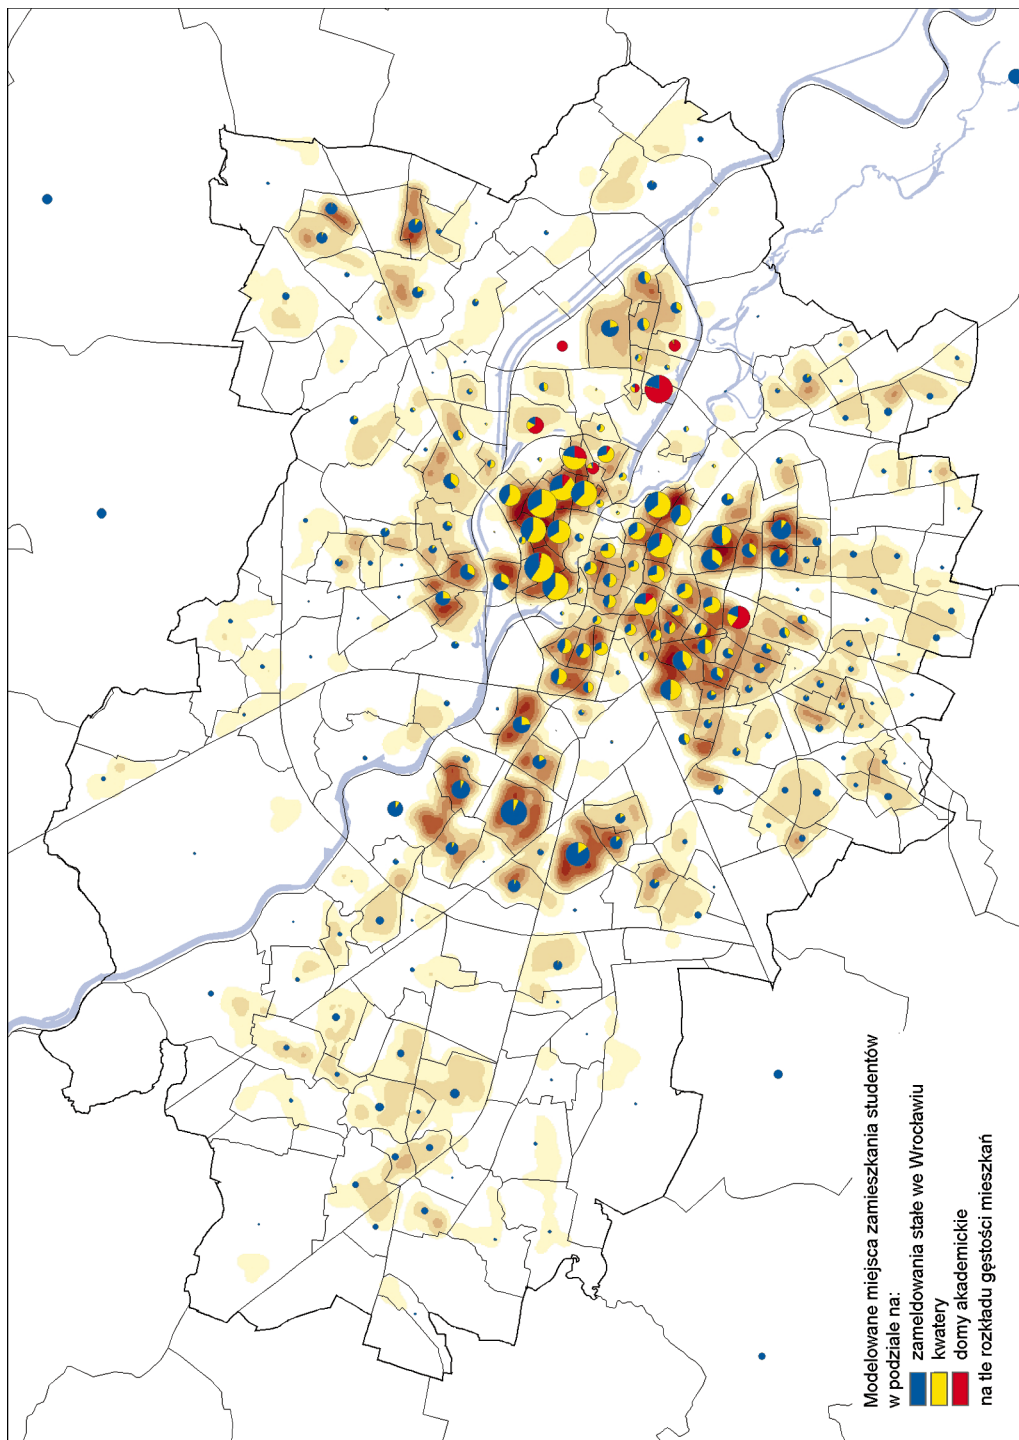 Modelowane miejsca zamieszkania studentów
w podziale na:
zameldowania stałe we Wrocławiu
kwatery
domy akademickie
na tle rozkładu gęstości mieszkań